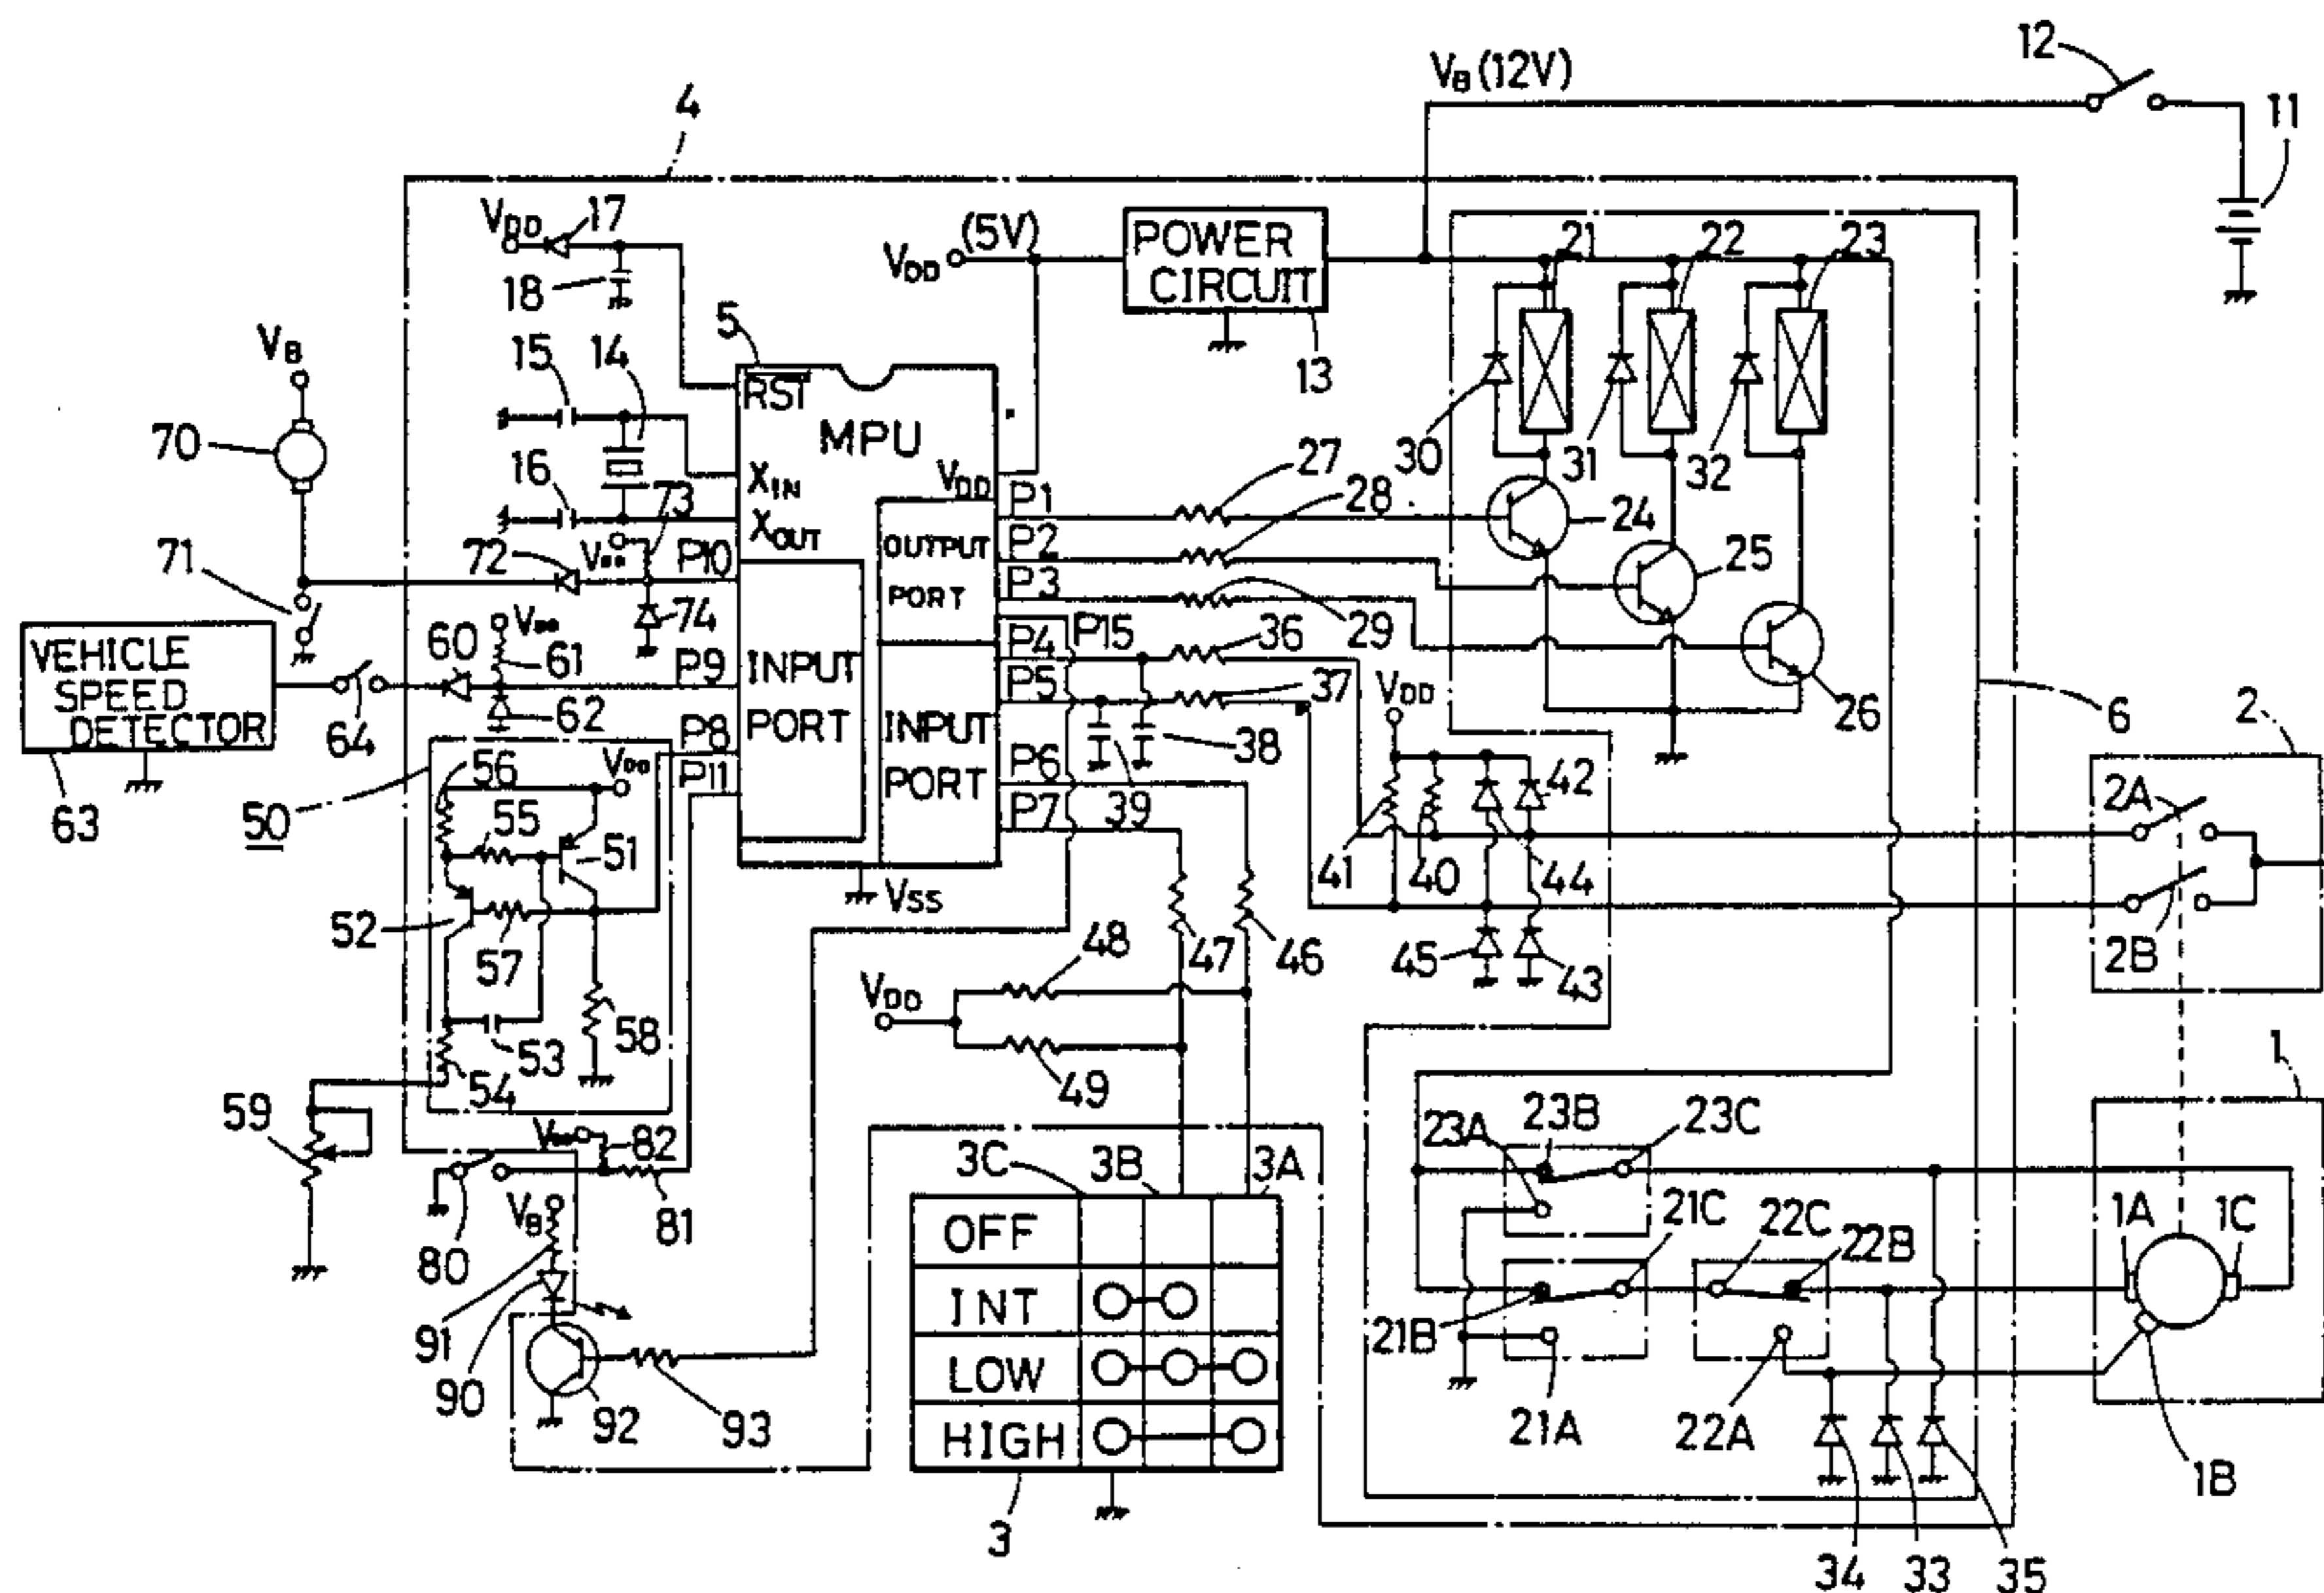 12
VB (12V)
11
4
VDD
17
(5V)
VDD
POWER
CIRCUIT
21
22
23
18
5
13
VB
15
14
RST
MPU
70
16
XIN
VDD
30
31
32
27
73
XOUT
P1
28
24
72
VDD
P10
OUTPUT
PORT
P2
25
71
P3
VEHICLE
SPEED
DETECTOR
60
VDD
61
74
P15
36
29
P9
INPUT
PORT
P4
64
62
P5
37
VDD
26
6
2
63
50
56
VDD
P8
P11
INPUT
PORT
38
P6
39
42
2A
55
51
P7
41
40
44
52
VSS
57
48
47
46
45
43
2B
VDD
53
58
54
49
1
59
VDD
82
3C
3B
3A
23A
23B
23C
80
VB
81
OFF
21C
22C
22B
1A
1C
INT
91
21B
LOW
90
92
93
HIGH
21A
22A
1B
3
34
33
35